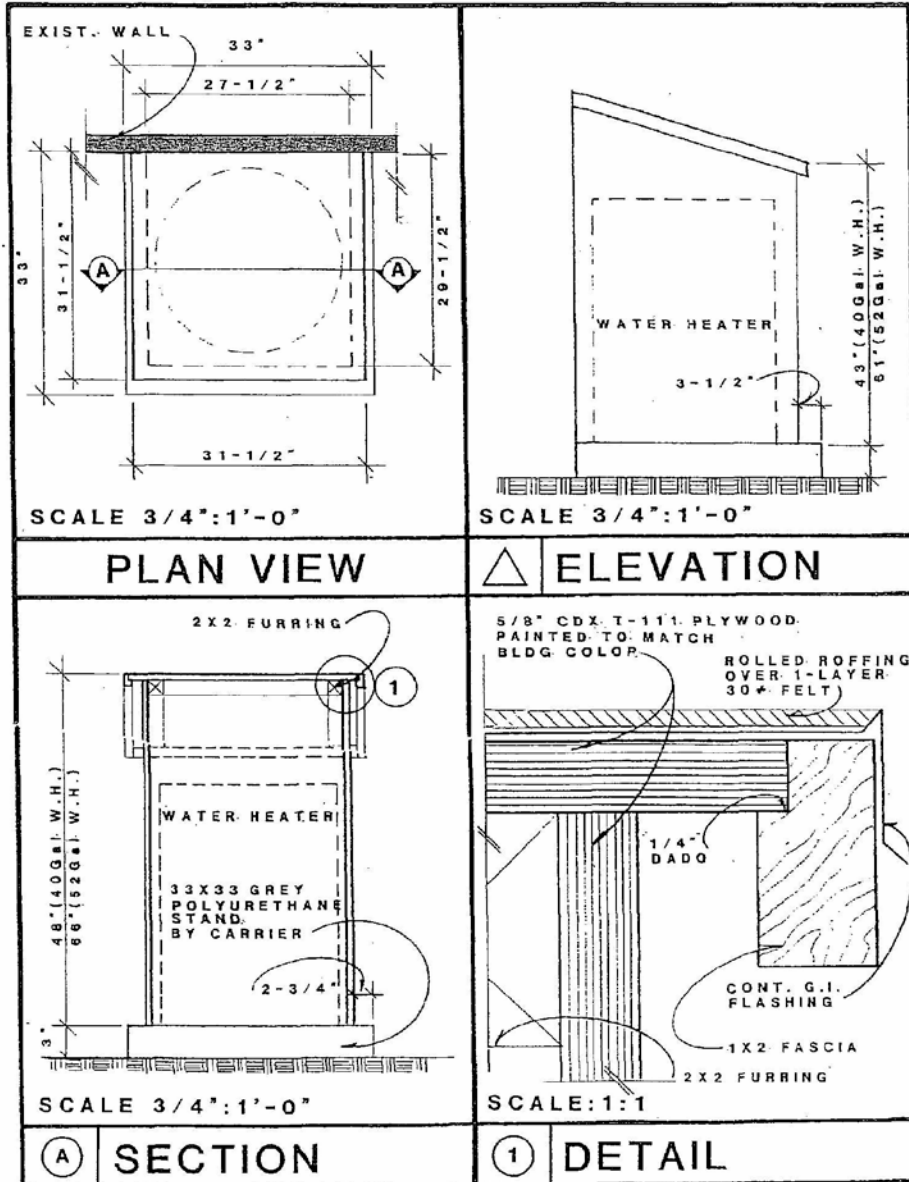 EXIST. WALL
33"
27-1/2"
33"
31-1/2"
A
A
29-1/2"
31-1/2"
SCALE 3/4":1'-0"
PLAN VIEW
WATER HEATER
3-1/2"
43"(40Gal W.H.)
61"(52Gal W.H.)
SCALE 3/4":1'-0"
ELEVATION
2X2 FURRING
1
48"(40Gal W.H.)
66"(52Gal W.H.)
WATER HEATER
33X33 GREY
POLYURETHANE
STAND
BY CARRIER
2-3/4"
3"
SCALE 3/4":1'-0"
A SECTION
5/8" CDX T-111 PLYWOOD
PAINTED TO MATCH
BLDG COLOR
ROLLED ROFFING
OVER 1-LAYER
30# FELT
1/4"
DADO
CONT. G.I.
FLASHING
1X2 FASCIA
2X2 FURRING
SCALE:1:1
1 DETAIL